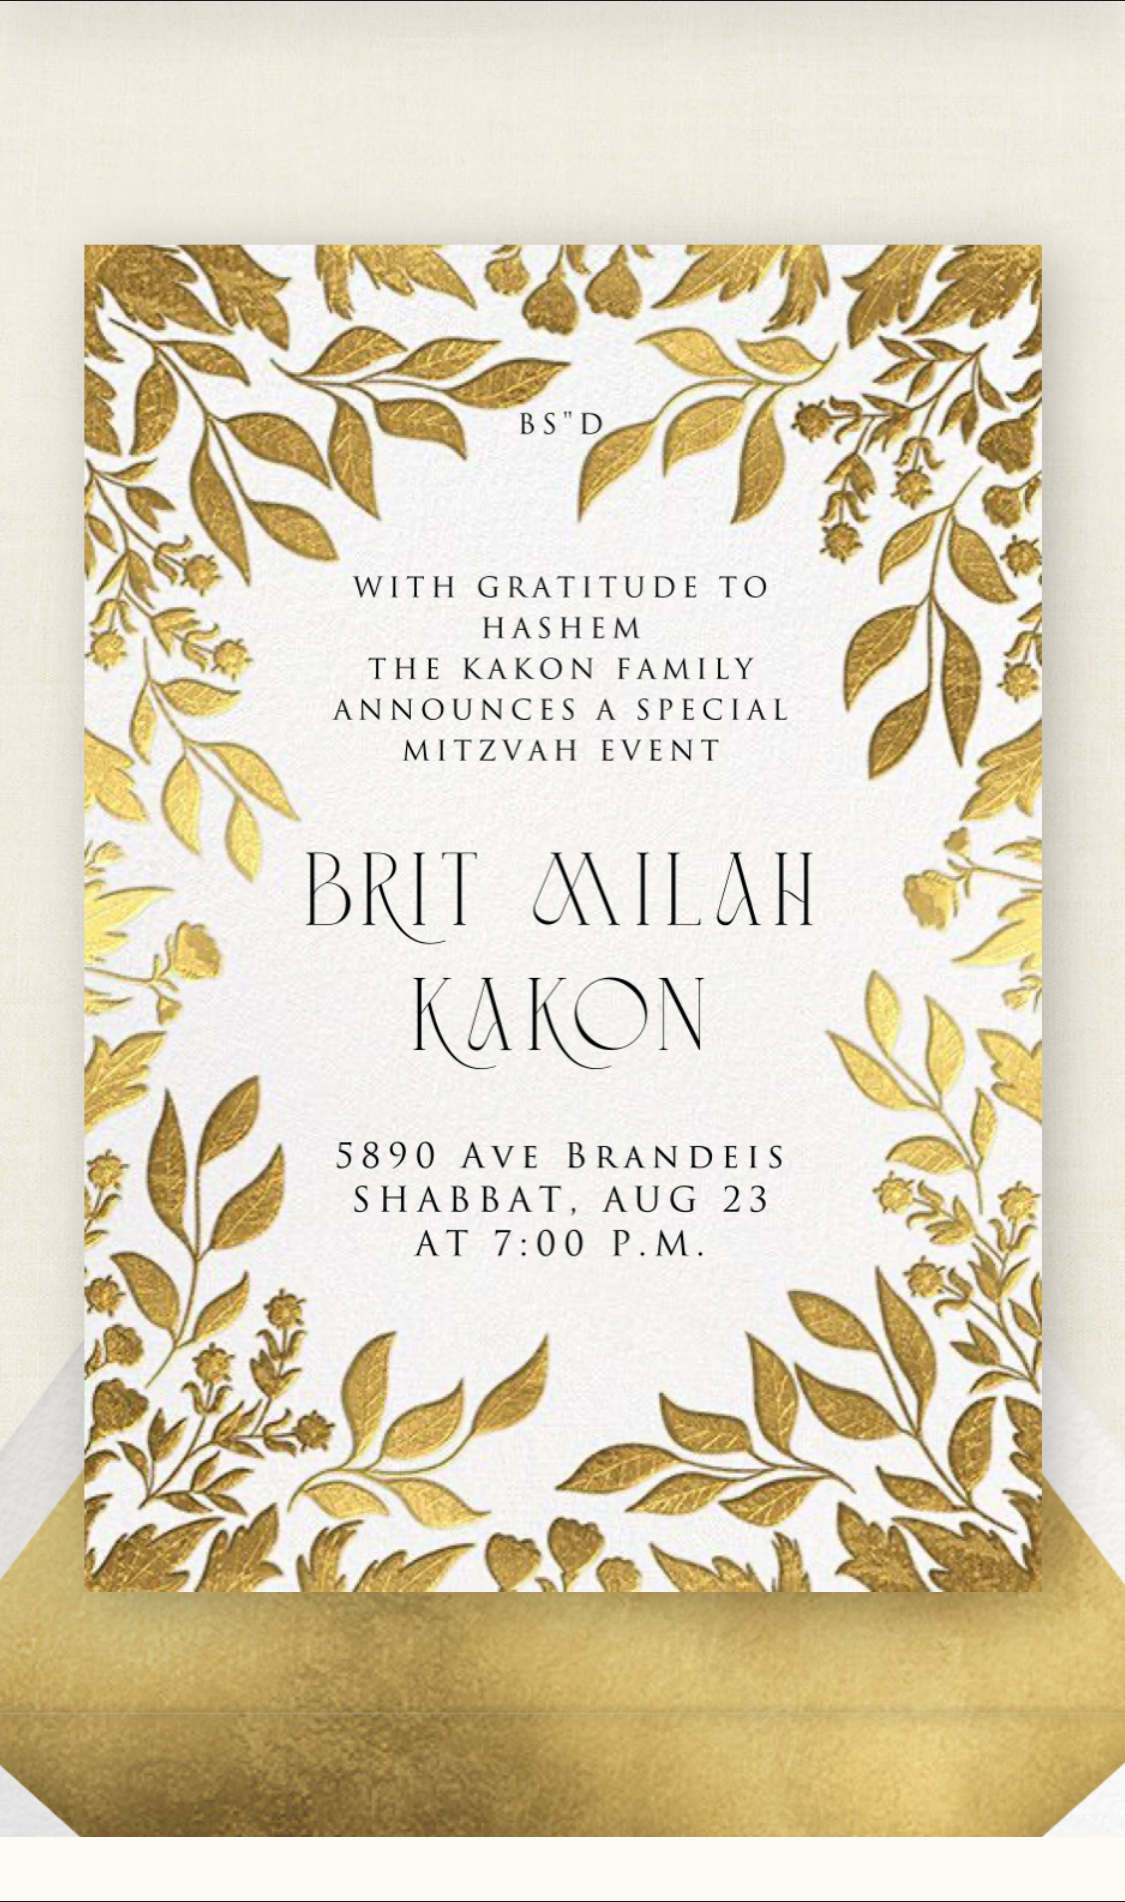 BS"D
WITH GRATITUDE TO
HASHEM
THE KAKON FAMILY
ANNOUNCES A SPECIAL
MITZVAH EVENT
BRIT MILAH
KAKON
5890 AVE BRANDEIS
SHABBAT, AUG 23
AT 7:00 P.M.